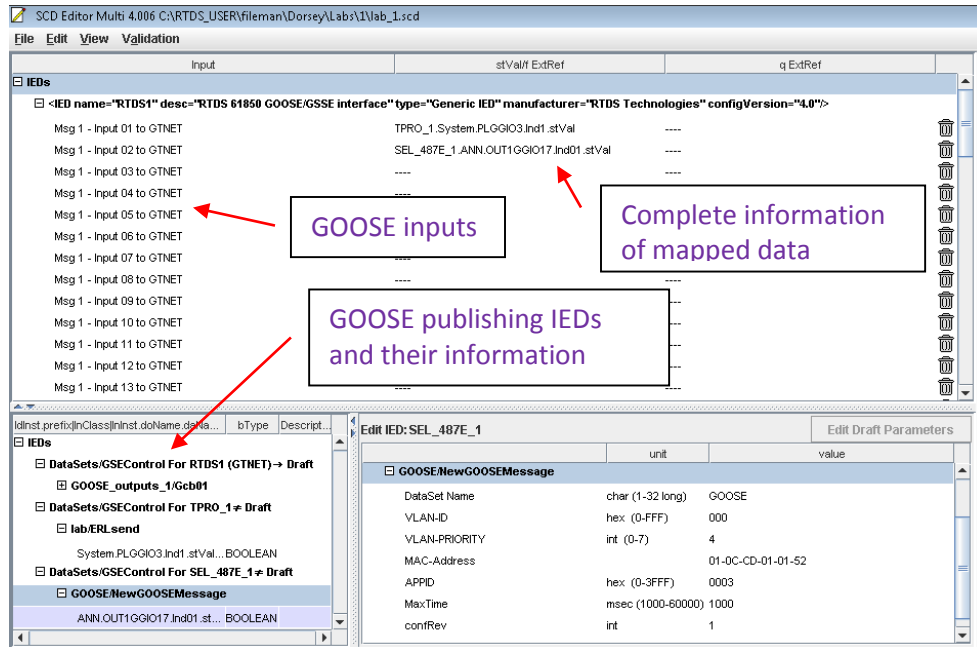 SCD Editor Multi 4.006 C:\RTDS_USER\fileman\Dorsey\Labs\1\lab_1.scd
File Edit View Validation
Input stVal/f ExtRef q ExtRef
IEDs
<IED name="RTDS1" desc="RTDS 61850 GOOSE/GSSE interface" type="Generic IED" manufacturer="RTDS Technologies" configVersion="4.0"/>
Msg 1 - Input 01 to GTNET TPRO_1.System.PLGGIO3.Ind1.stVal ----
Msg 1 - Input 02 to GTNET SEL_487E_1.ANN.OUT1GGIO17.Ind01.stVal ----
Msg 1 - Input 03 to GTNET ---- ----
Msg 1 - Input 04 to GTNET
Msg 1 - Input 05 to GTNET
Msg 1 - Input 06 to GTNET
Msg 1 - Input 07 to GTNET ----
Msg 1 - Input 08 to GTNET ---- ----
Msg 1 - Input 09 to GTNET
Msg 1 - Input 10 to GTNET
Msg 1 - Input 11 to GTNET
Msg 1 - Input 12 to GTNET
Msg 1 - Input 13 to GTNET ---- ----
GOOSE inputs
Complete information
of mapped data
GOOSE publishing IEDs
and their information
ldInst.prefix|lnClass|lnInst.doName.daNa... bType Descript...
IEDs
DataSets/GSEControl For RTDS1 (GTNET)→ Draft
GOOSE_outputs_1/Gcb01
DataSets/GSEControl For TPRO_1≠ Draft
lab/ERLsend
System.PLGGIO3.Ind1.stVal... BOOLEAN
DataSets/GSEControl For SEL_487E_1≠ Draft
GOOSE/NewGOOSEMessage
ANN.OUT1GGIO17.Ind01.st... BOOLEAN
Edit IED: SEL_487E_1 Edit Draft Parameters
unit value
GOOSE/NewGOOSEMessage
DataSet Name char (1-32 long) GOOSE
VLAN-ID hex (0-FFF) 000
VLAN-PRIORITY int (0-7) 4
MAC-Address 01-0C-CD-01-01-52
APPID hex (0-3FFF) 0003
MaxTime msec (1000-60000) 1000
confRev int 1